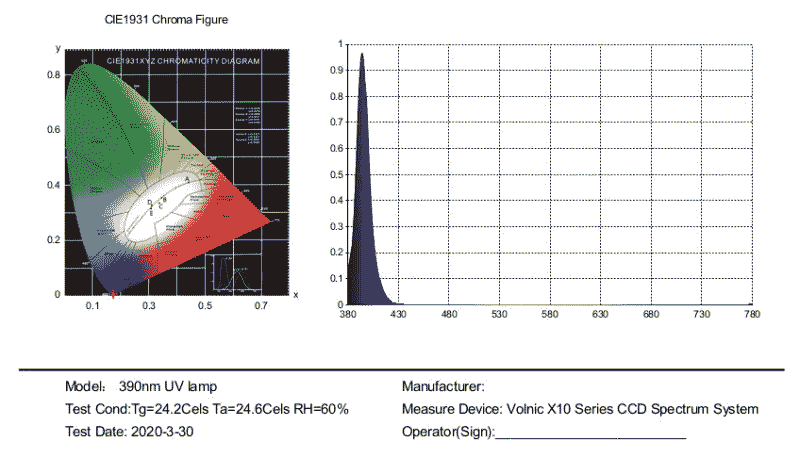 CIE1931 Chroma Figure
y
CIE1931XYZ CHROMATICITY DIAGRAM
0.8
0.6
0.4
0.2
0
A
D
B
C
E
0.1 0.3 0.5 0.7 x
1
0.9
0.8
0.7
0.6
0.5
0.4
0.3
0.2
0.1
0
380 430 480 530 580 630 680 730 780
Model: 390nm UV lamp
Test Cond:Tg=24.2Cels Ta=24.6Cels RH=60%
Test Date: 2020-3-30
Manufacturer:
Measure Device: Volnic X10 Series CCD Spectrum System
Operator(Sign):